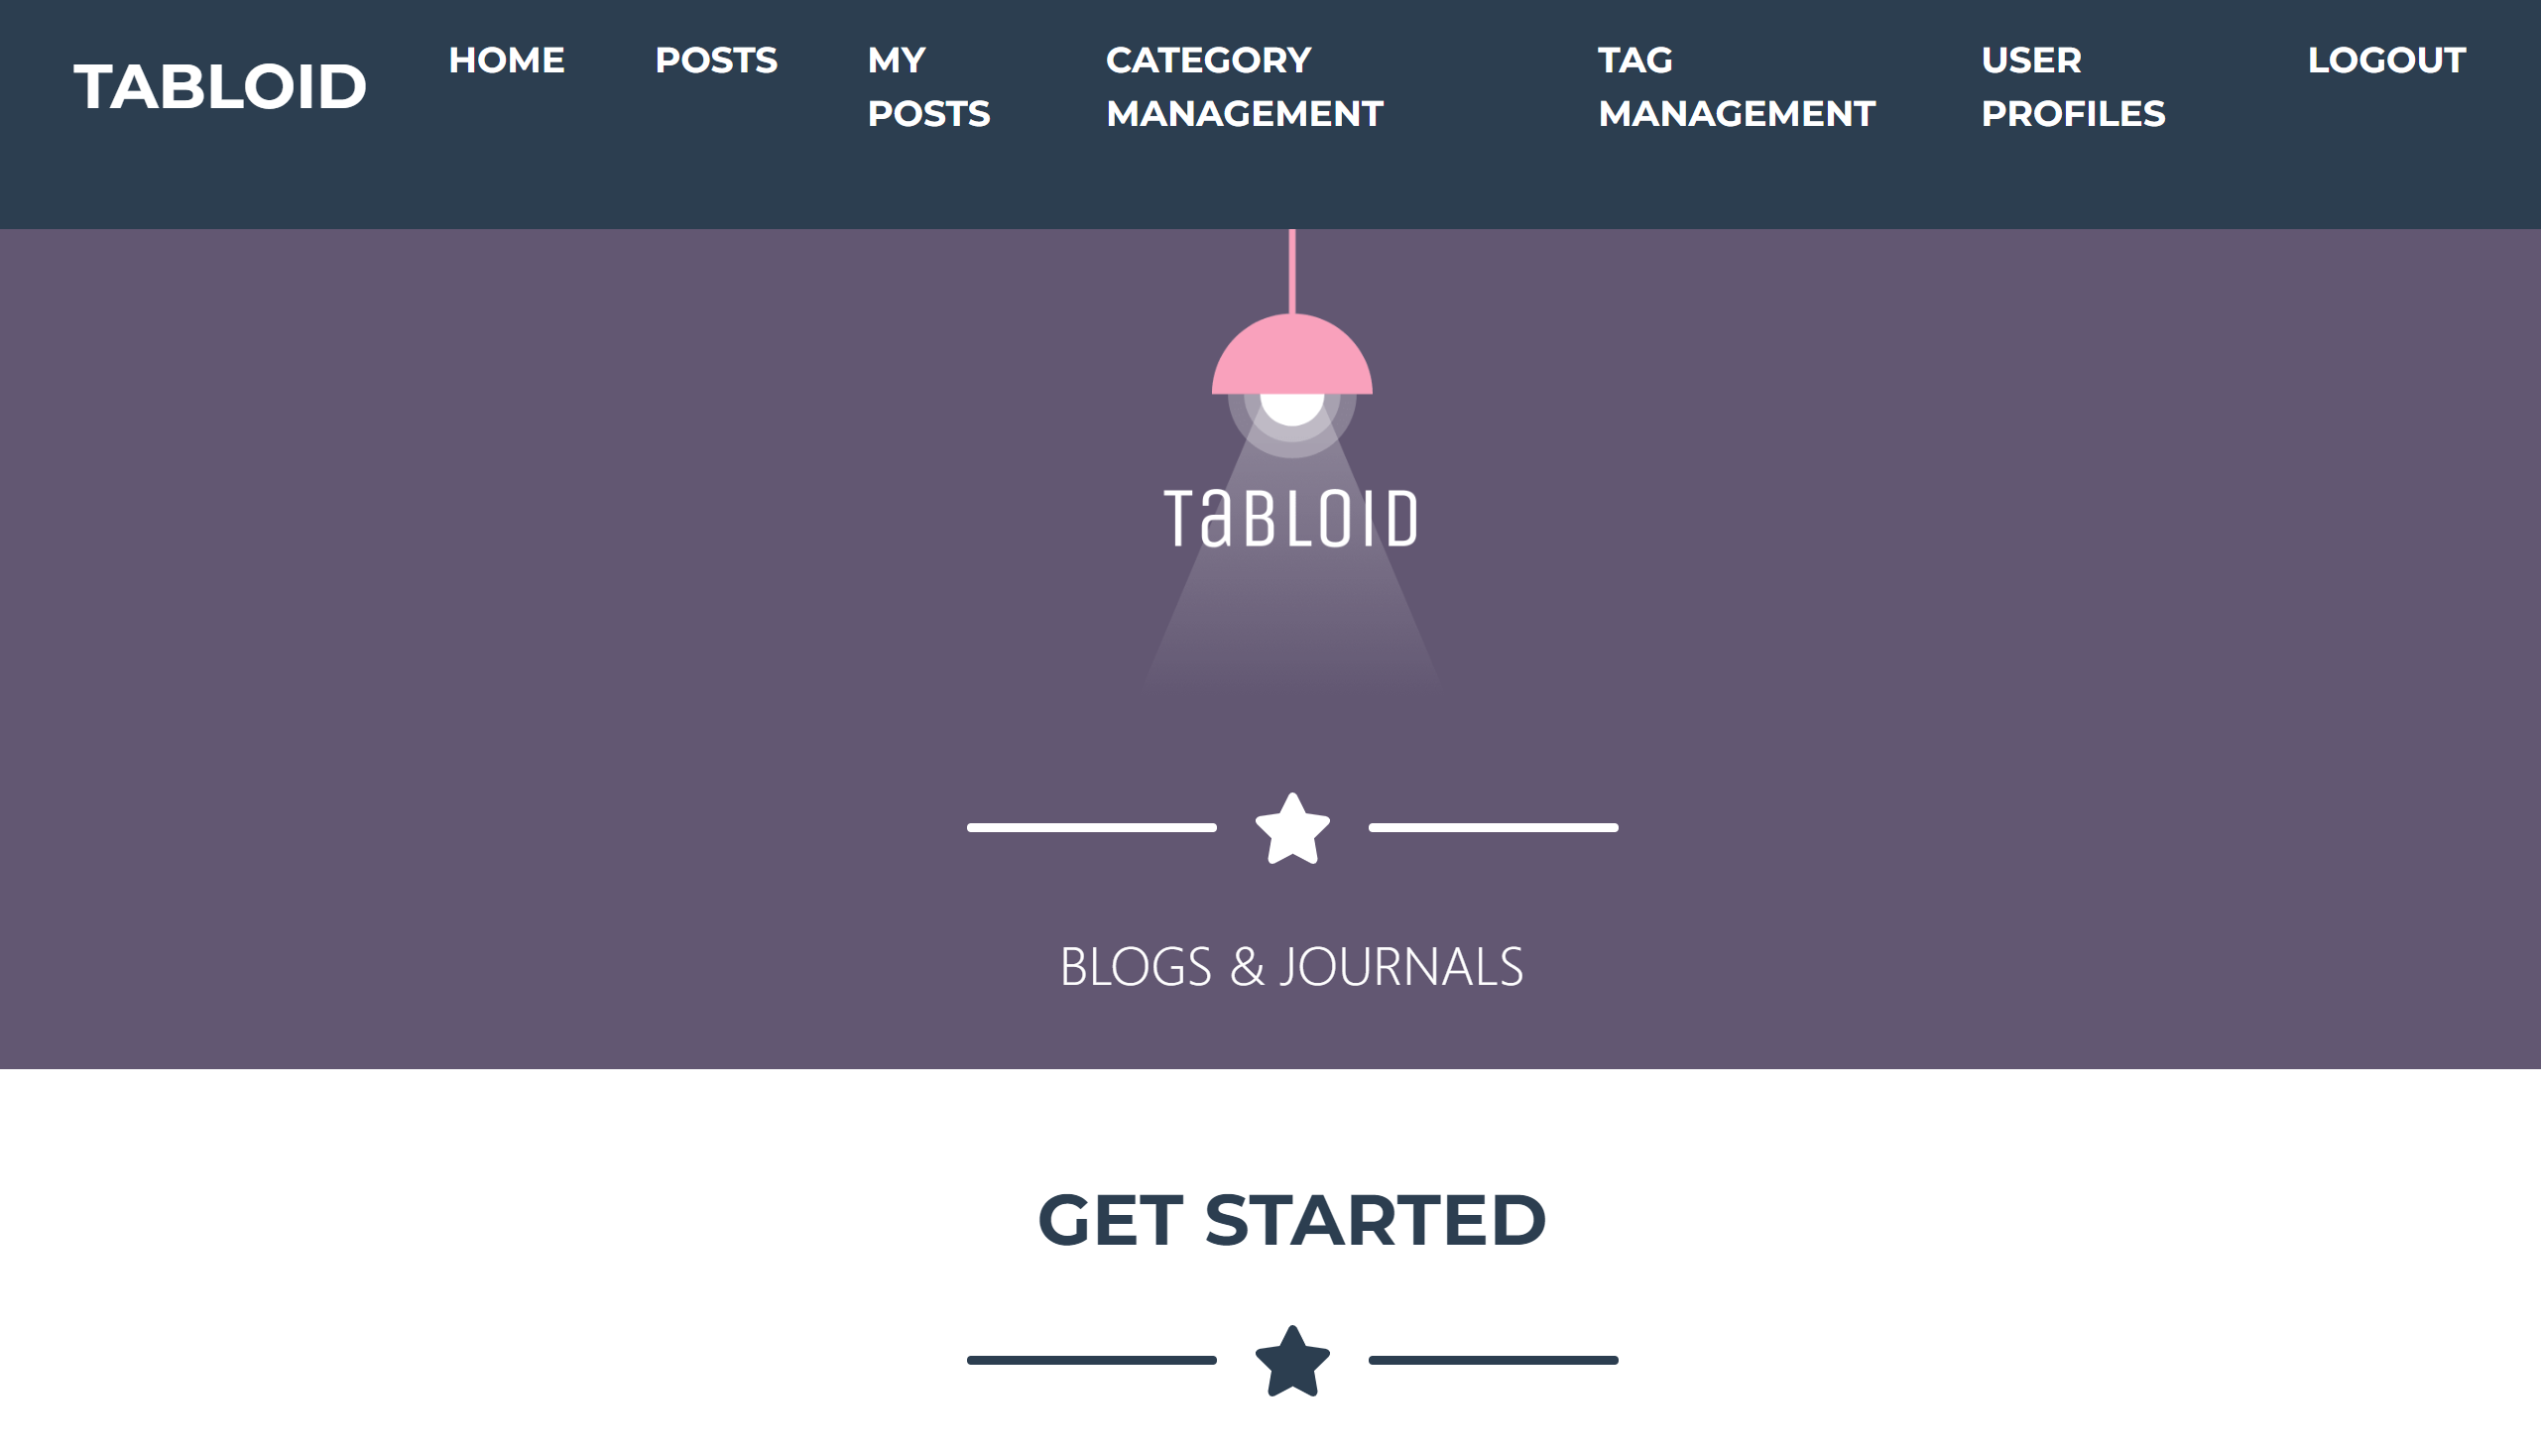 TABLOID
HOME
POSTS
MY
POSTS
CATEGORY
MANAGEMENT
TAG
MANAGEMENT
USER
PROFILES
LOGOUT
TaBLOID
BLOGS & JOURNALS
GET STARTED